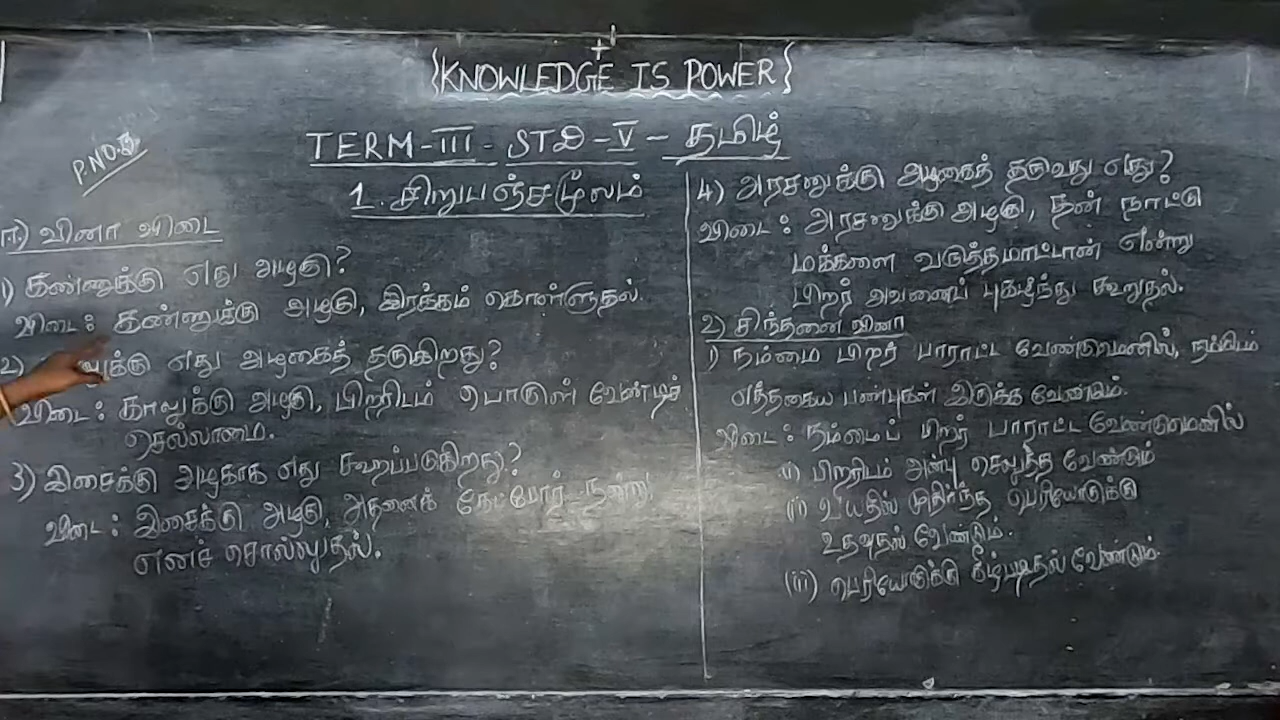 {KNOWLEDGE IS POWER}
P.NO.5
TERM-III-STD-V-தமிழ்
1. சிறுபஞ்சமூலம்
ஈ.) வினா விடை
1) கண்ணுக்கு எது அழகு?
விடை: கண்ணுக்கு அழகு, இரக்கம் கொள்ளுதல்.
2) லுக்கு எது அழகைத் தருகிறது?
விடை: காலுக்கு அழகு, பிறரிடம் பொருள் வேண்டிச்
செல்லாமை.
3) இசைக்கு அழகாக எது கூறப்படுகிறது?
விடை: இசைக்கு அழகு, அதனைக் கேட்போர் நன்று
எனச் சொல்லுதல்.
4) அரசனுக்கு அழகைத் தருவது எது?
விடை: அரசனுக்கு அழகு, தன் நாட்டு
மக்களை வருத்தமாட்டான் என்று
பிறர் அவனைப் புகழ்ந்து கூறுதல்.
2) சிந்தனை வினா
1) நம்மை பிறர் பாராட்ட வேண்டுமெனில், நம்மிடம்
எத்தகைய பண்புகள் இருக்க வேண்டும்.
விடை: நம்மைப் பிறர் பாராட்ட வேண்டுமெனில்
i) பிறரிடம் அன்பு செலுத்த வேண்டும்
(ii) வயதில் முதிர்ந்த பெரியோருக்கு
உதவுதல் வேண்டும்.
(iii) பெரியோருக்கு கீழ்படிதல் வேண்டும்.